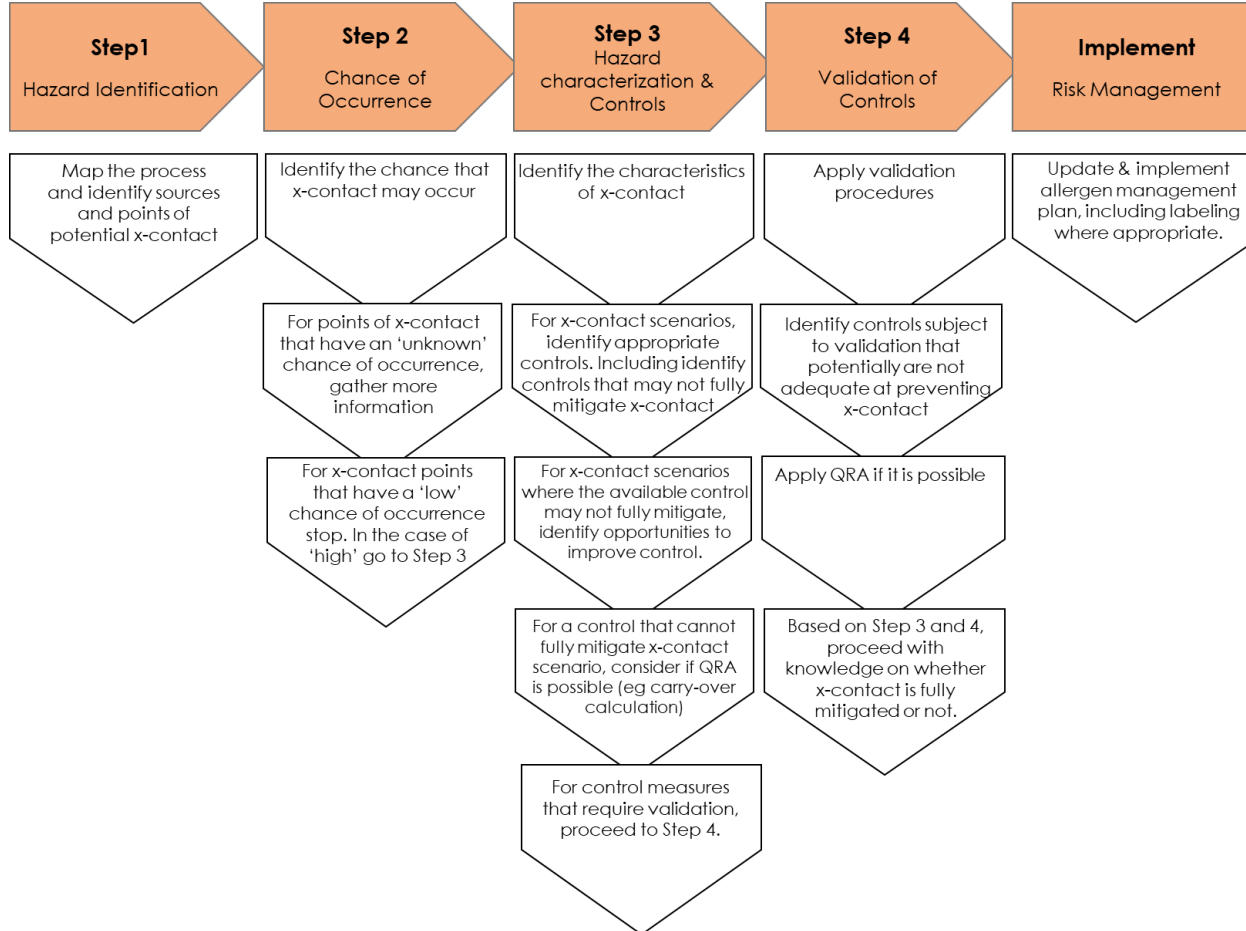 Step1
Hazard Identification
Step 2
Chance of
Occurrence
Step 3
Hazard
characterization &
Controls
Step 4
Validation of
Controls
Implement
Risk Management
Map the process
and identify sources
and points of
potential x-contact
Identify the chance that
x-contact may occur
For points of x-contact
that have an ‘unknown’
chance of occurrence,
gather more
information
For x-contact points
that have a ‘low’
chance of occurrence
stop. In the case of
‘high’ go to Step 3
Identify the characteristics
of x-contact
For x-contact scenarios,
identify appropriate
controls. Including identify
controls that may not fully
mitigate x-contact
For x-contact scenarios
where the available control
may not fully mitigate,
identify opportunities to
improve control.
For a control that cannot
fully mitigate x-contact
scenario, consider if QRA
is possible (eg carry-over
calculation)
For control measures
that require validation,
proceed to Step 4.
Apply validation
procedures
Identify controls subject
to validation that
potentially are not
adequate at preventing
x-contact
Apply QRA if it is possible
Based on Step 3 and 4,
proceed with
knowledge on whether
x-contact is fully
mitigated or not.
Update & implement
allergen management
plan, including labeling
where appropriate.